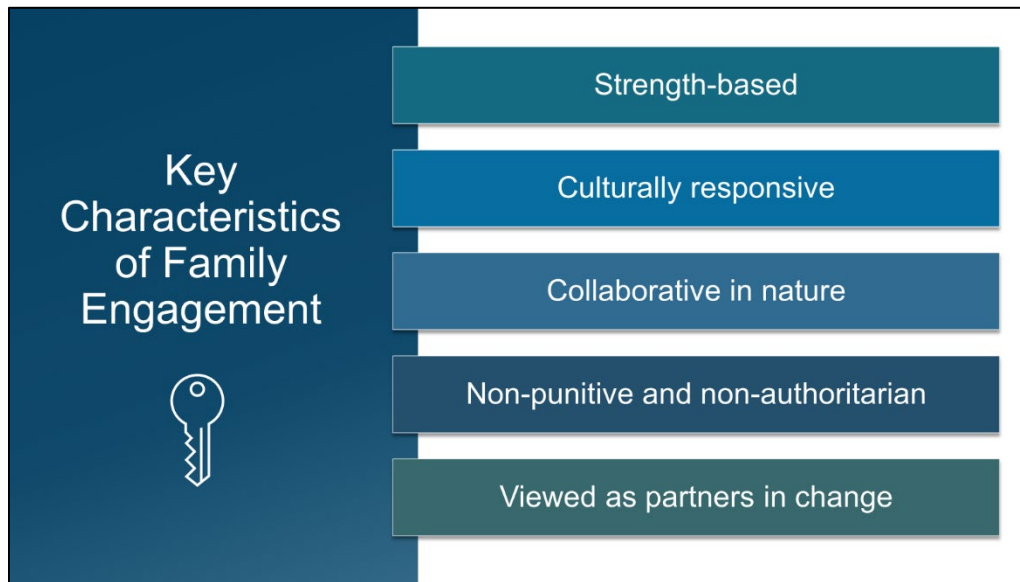 Key
Characteristics
of Family
Engagement
Strength-based
Culturally responsive
Collaborative in nature
Non-punitive and non-authoritarian
Viewed as partners in change